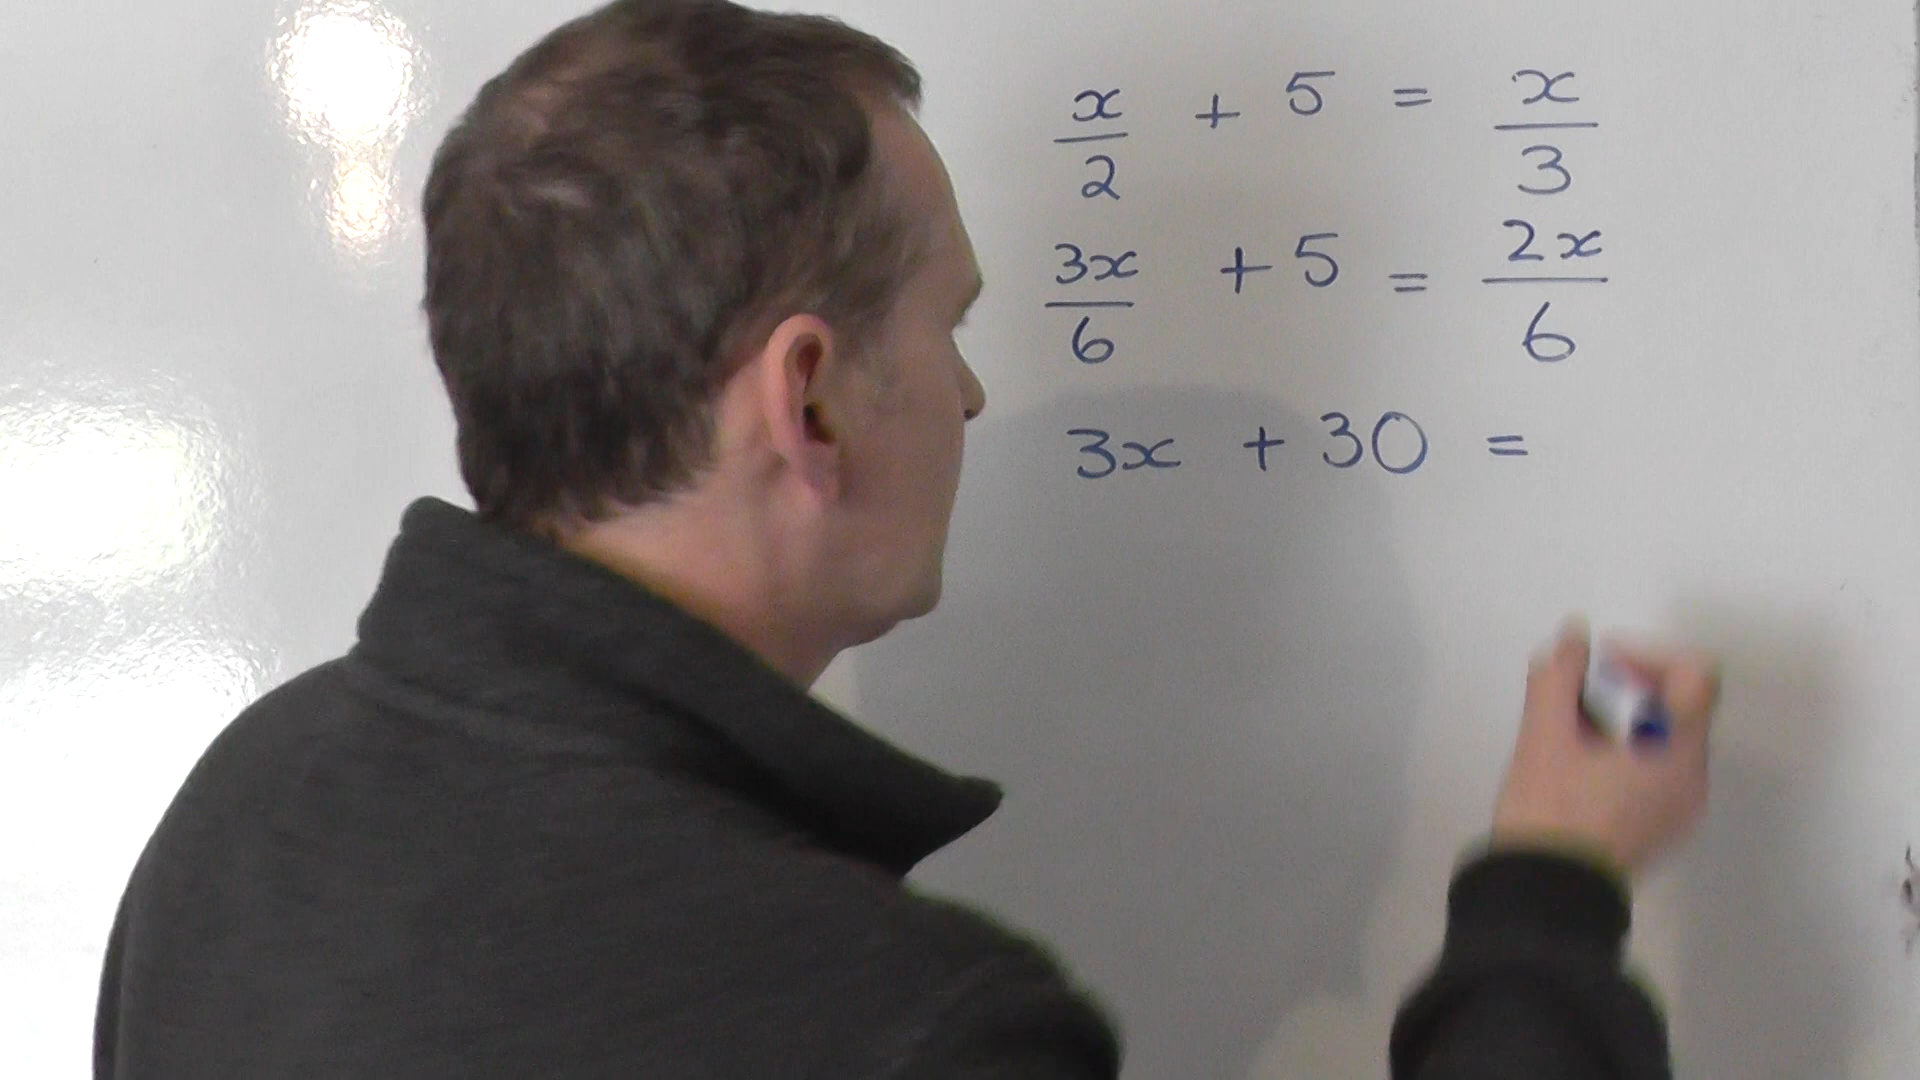 x/2 + 5 = x/3
3x/6 + 5 = 2x/6
3x + 30 =